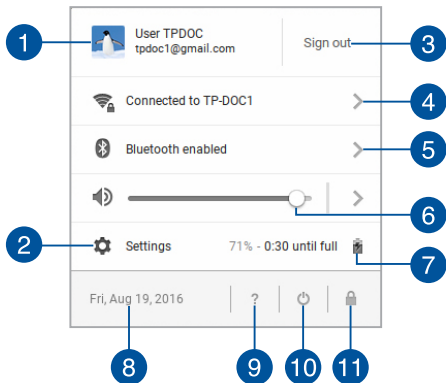 User TPDOC
tpdoc1@gmail.com
Sign out
Connected to TP-DOC1
Bluetooth enabled
Settings 71% - 0:30 until full
Fri, Aug 19, 2016 ?
1
2
3
4
5
6
7
8
9
10
11